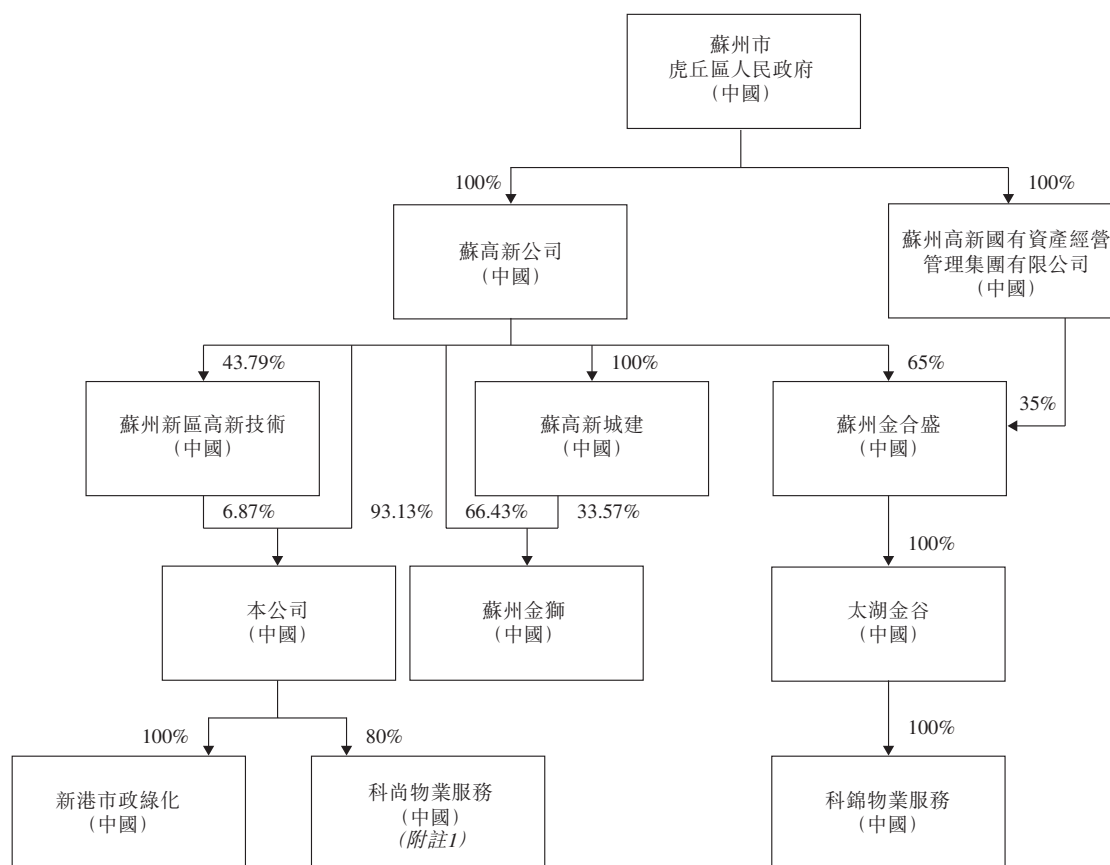 蘇州市
虎丘區人民政府
(中國)
100%
100%
蘇高新公司
(中國)
蘇州高新國有資產經營
管理集團有限公司
(中國)
43.79%
100%
65%
35%
蘇州新區高新技術
(中國)
蘇高新城建
(中國)
蘇州金合盛
(中國)
6.87%
93.13%
66.43%
33.57%
100%
本公司
(中國)
蘇州金獅
(中國)
太湖金谷
(中國)
100%
80%
100%
新港市政綠化
(中國)
科尚物業服務
(中國)
(附註1)
科錦物業服務
(中國)